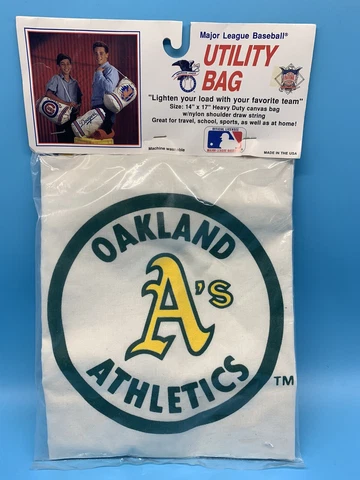 Major League Baseball®
UTILITY
BAG
"Lighten your load with your favorite team"
Size: 14" x 17" Heavy Duty canvas bag
w/nylon shoulder draw string
Great for travel, school, sports, as well as at home!
Machine washable
MADE IN THE USA
OAKLAND
A's
ATHLETICS
TM